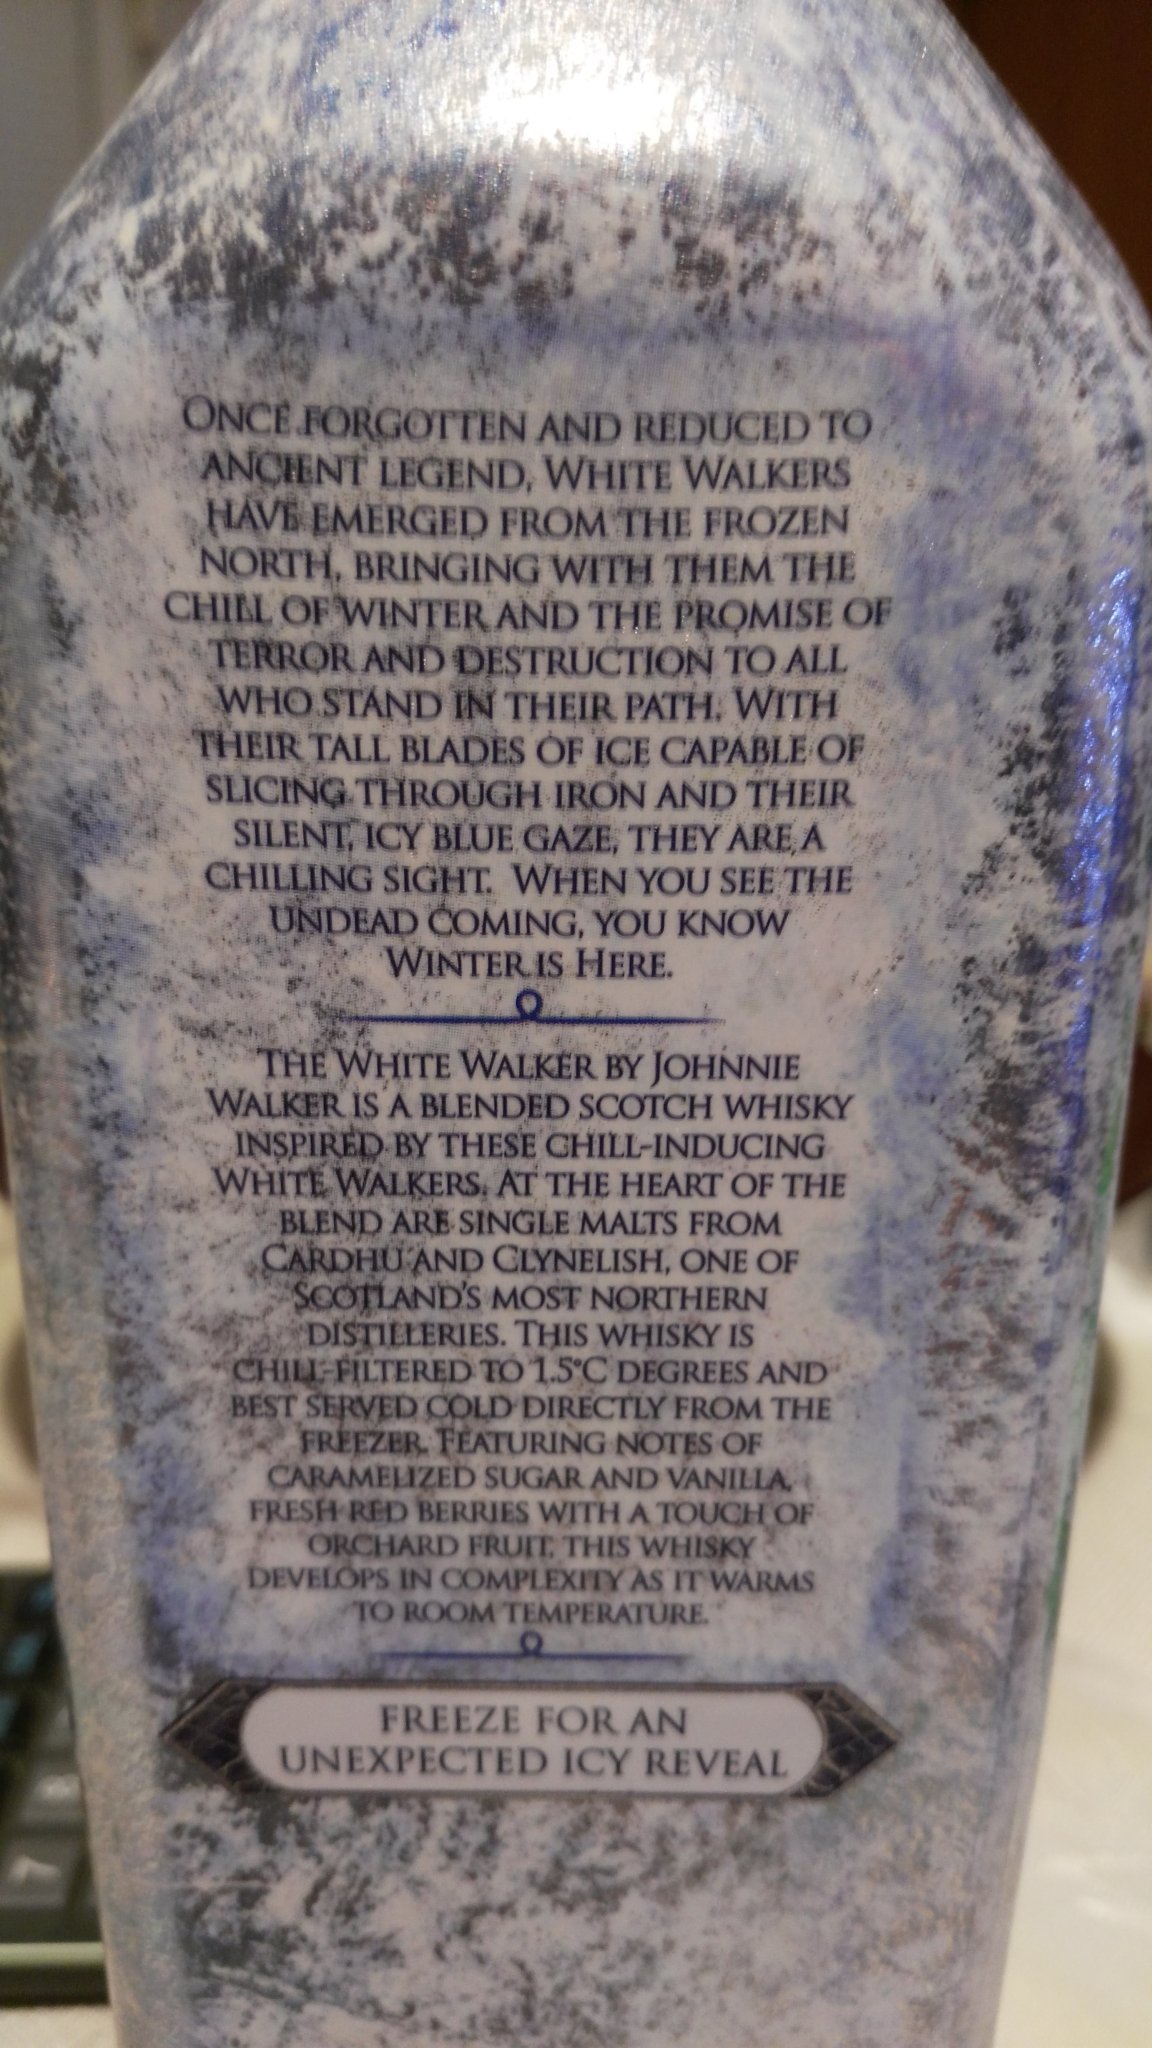 ONCE FORGOTTEN AND REDUCED TO
ANCIENT LEGEND, WHITE WALKERS
HAVE EMERGED FROM THE FROZEN
NORTH, BRINGING WITH THEM THE
CHILL OF WINTER AND THE PROMISE OF
TERROR AND DESTRUCTION TO ALL
WHO STAND IN THEIR PATH. WITH
THEIR TALL BLADES OF ICE CAPABLE OF
SLICING THROUGH IRON AND THEIR
SILENT, ICY BLUE GAZE, THEY ARE A
CHILLING SIGHT. WHEN YOU SEE THE
UNDEAD COMING, YOU KNOW
WINTER IS HERE.
THE WHITE WALKER BY JOHNNIE
WALKER IS A BLENDED SCOTCH WHISKY
INSPIRED BY THESE CHILL-INDUCING
WHITE WALKERS. AT THE HEART OF THE
BLEND ARE SINGLE MALTS FROM
CARDHU AND CLYNELISH, ONE OF
SCOTLAND'S MOST NORTHERN
DISTILLERIES. THIS WHISKY IS
CHILL-FILTERED TO 1.5°C DEGREES AND
BEST SERVED COLD DIRECTLY FROM THE
FREEZER. FEATURING NOTES OF
CARAMELIZED SUGAR AND VANILLA,
FRESH RED BERRIES WITH A TOUCH OF
ORCHARD FRUIT. THIS WHISKY
DEVELOPS IN COMPLEXITY AS IT WARMS
TO ROOM TEMPERATURE.
FREEZE FOR AN
UNEXPECTED ICY REVEAL